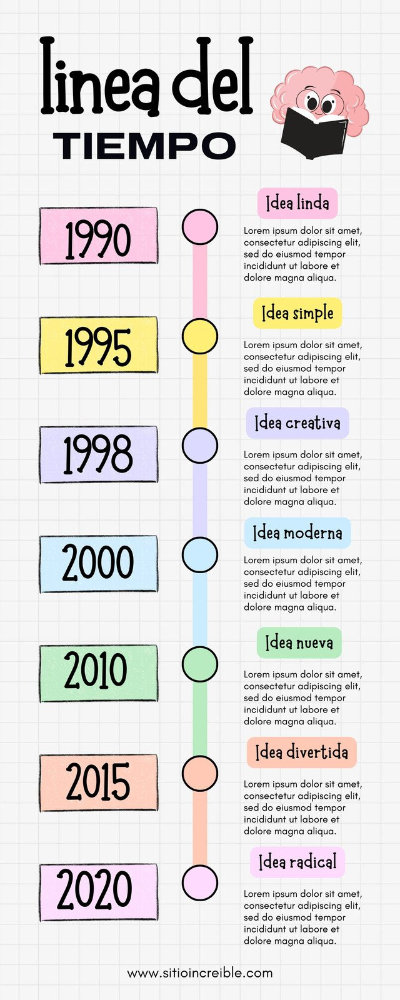 linea del
TIEMPO
1990
Idea linda
Lorem ipsum dolor sit amet,
consectetur adipiscing elit,
sed do eiusmod tempor
incididunt ut labore et
dolore magna aliqua.
1995
Idea simple
Lorem ipsum dolor sit amet,
consectetur adipiscing elit,
sed do eiusmod tempor
incididunt ut labore et
dolore magna aliqua.
1998
Idea creativa
Lorem ipsum dolor sit amet,
consectetur adipiscing elit,
sed do eiusmod tempor
incididunt ut labore et
dolore magna aliqua.
2000
Idea moderna
Lorem ipsum dolor sit amet,
consectetur adipiscing elit,
sed do eiusmod tempor
incididunt ut labore et
dolore magna aliqua.
2010
Idea nueva
Lorem ipsum dolor sit amet,
consectetur adipiscing elit,
sed do eiusmod tempor
incididunt ut labore et
dolore magna aliqua.
2015
Idea divertida
Lorem ipsum dolor sit amet,
consectetur adipiscing elit,
sed do eiusmod tempor
incididunt ut labore et
dolore magna aliqua.
2020
Idea radical
Lorem ipsum dolor sit amet,
consectetur adipiscing elit,
sed do eiusmod tempor
incididunt ut labore et
dolore magna aliqua.
www.sitioincreible.com